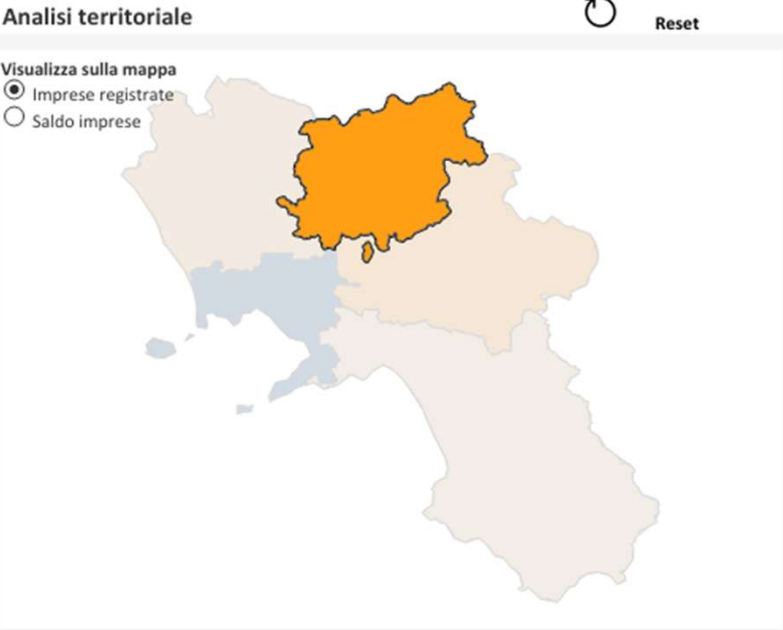 Analisi territoriale
Reset
Visualizza sulla mappa
Imprese registrate
Saldo imprese